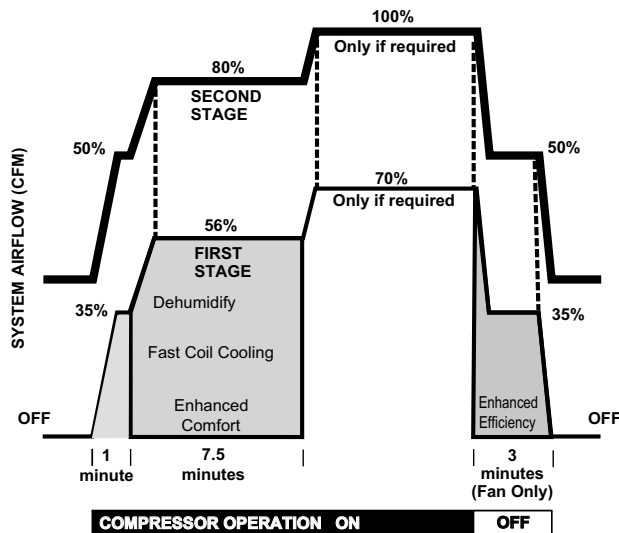 100%
Only if required
80%
SECOND
STAGE
50%
50%
SYSTEM AIRFLOW (CFM)
70%
Only if required
56%
FIRST
STAGE
Dehumidify
35%
35%
Fast Coil Cooling
Enhanced
Comfort
Enhanced
Efficiency
OFF
OFF
1
minute
7.5
minutes
3
minutes
(Fan Only)
COMPRESSOR OPERATION ON
OFF